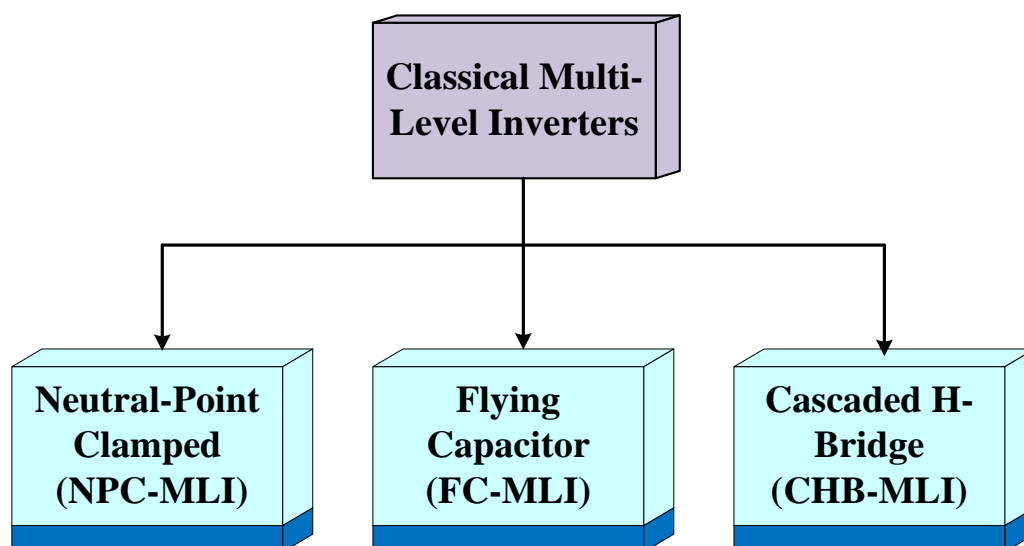 Classical Multi-
Level Inverters
Neutral-Point
Clamped
(NPC-MLI)
Flying
Capacitor
(FC-MLI)
Cascaded H-
Bridge
(CHB-MLI)